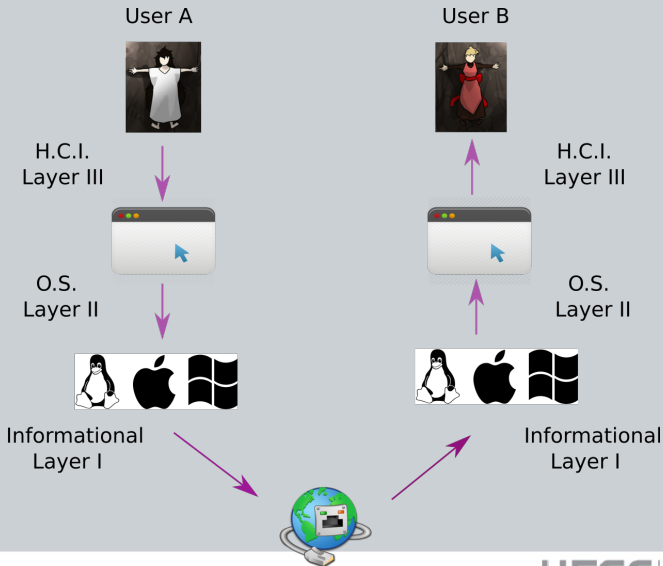 User A
User B
H.C.I.
Layer III
H.C.I.
Layer III
O.S.
Layer II
O.S.
Layer II
Informational
Layer I
Informational
Layer I